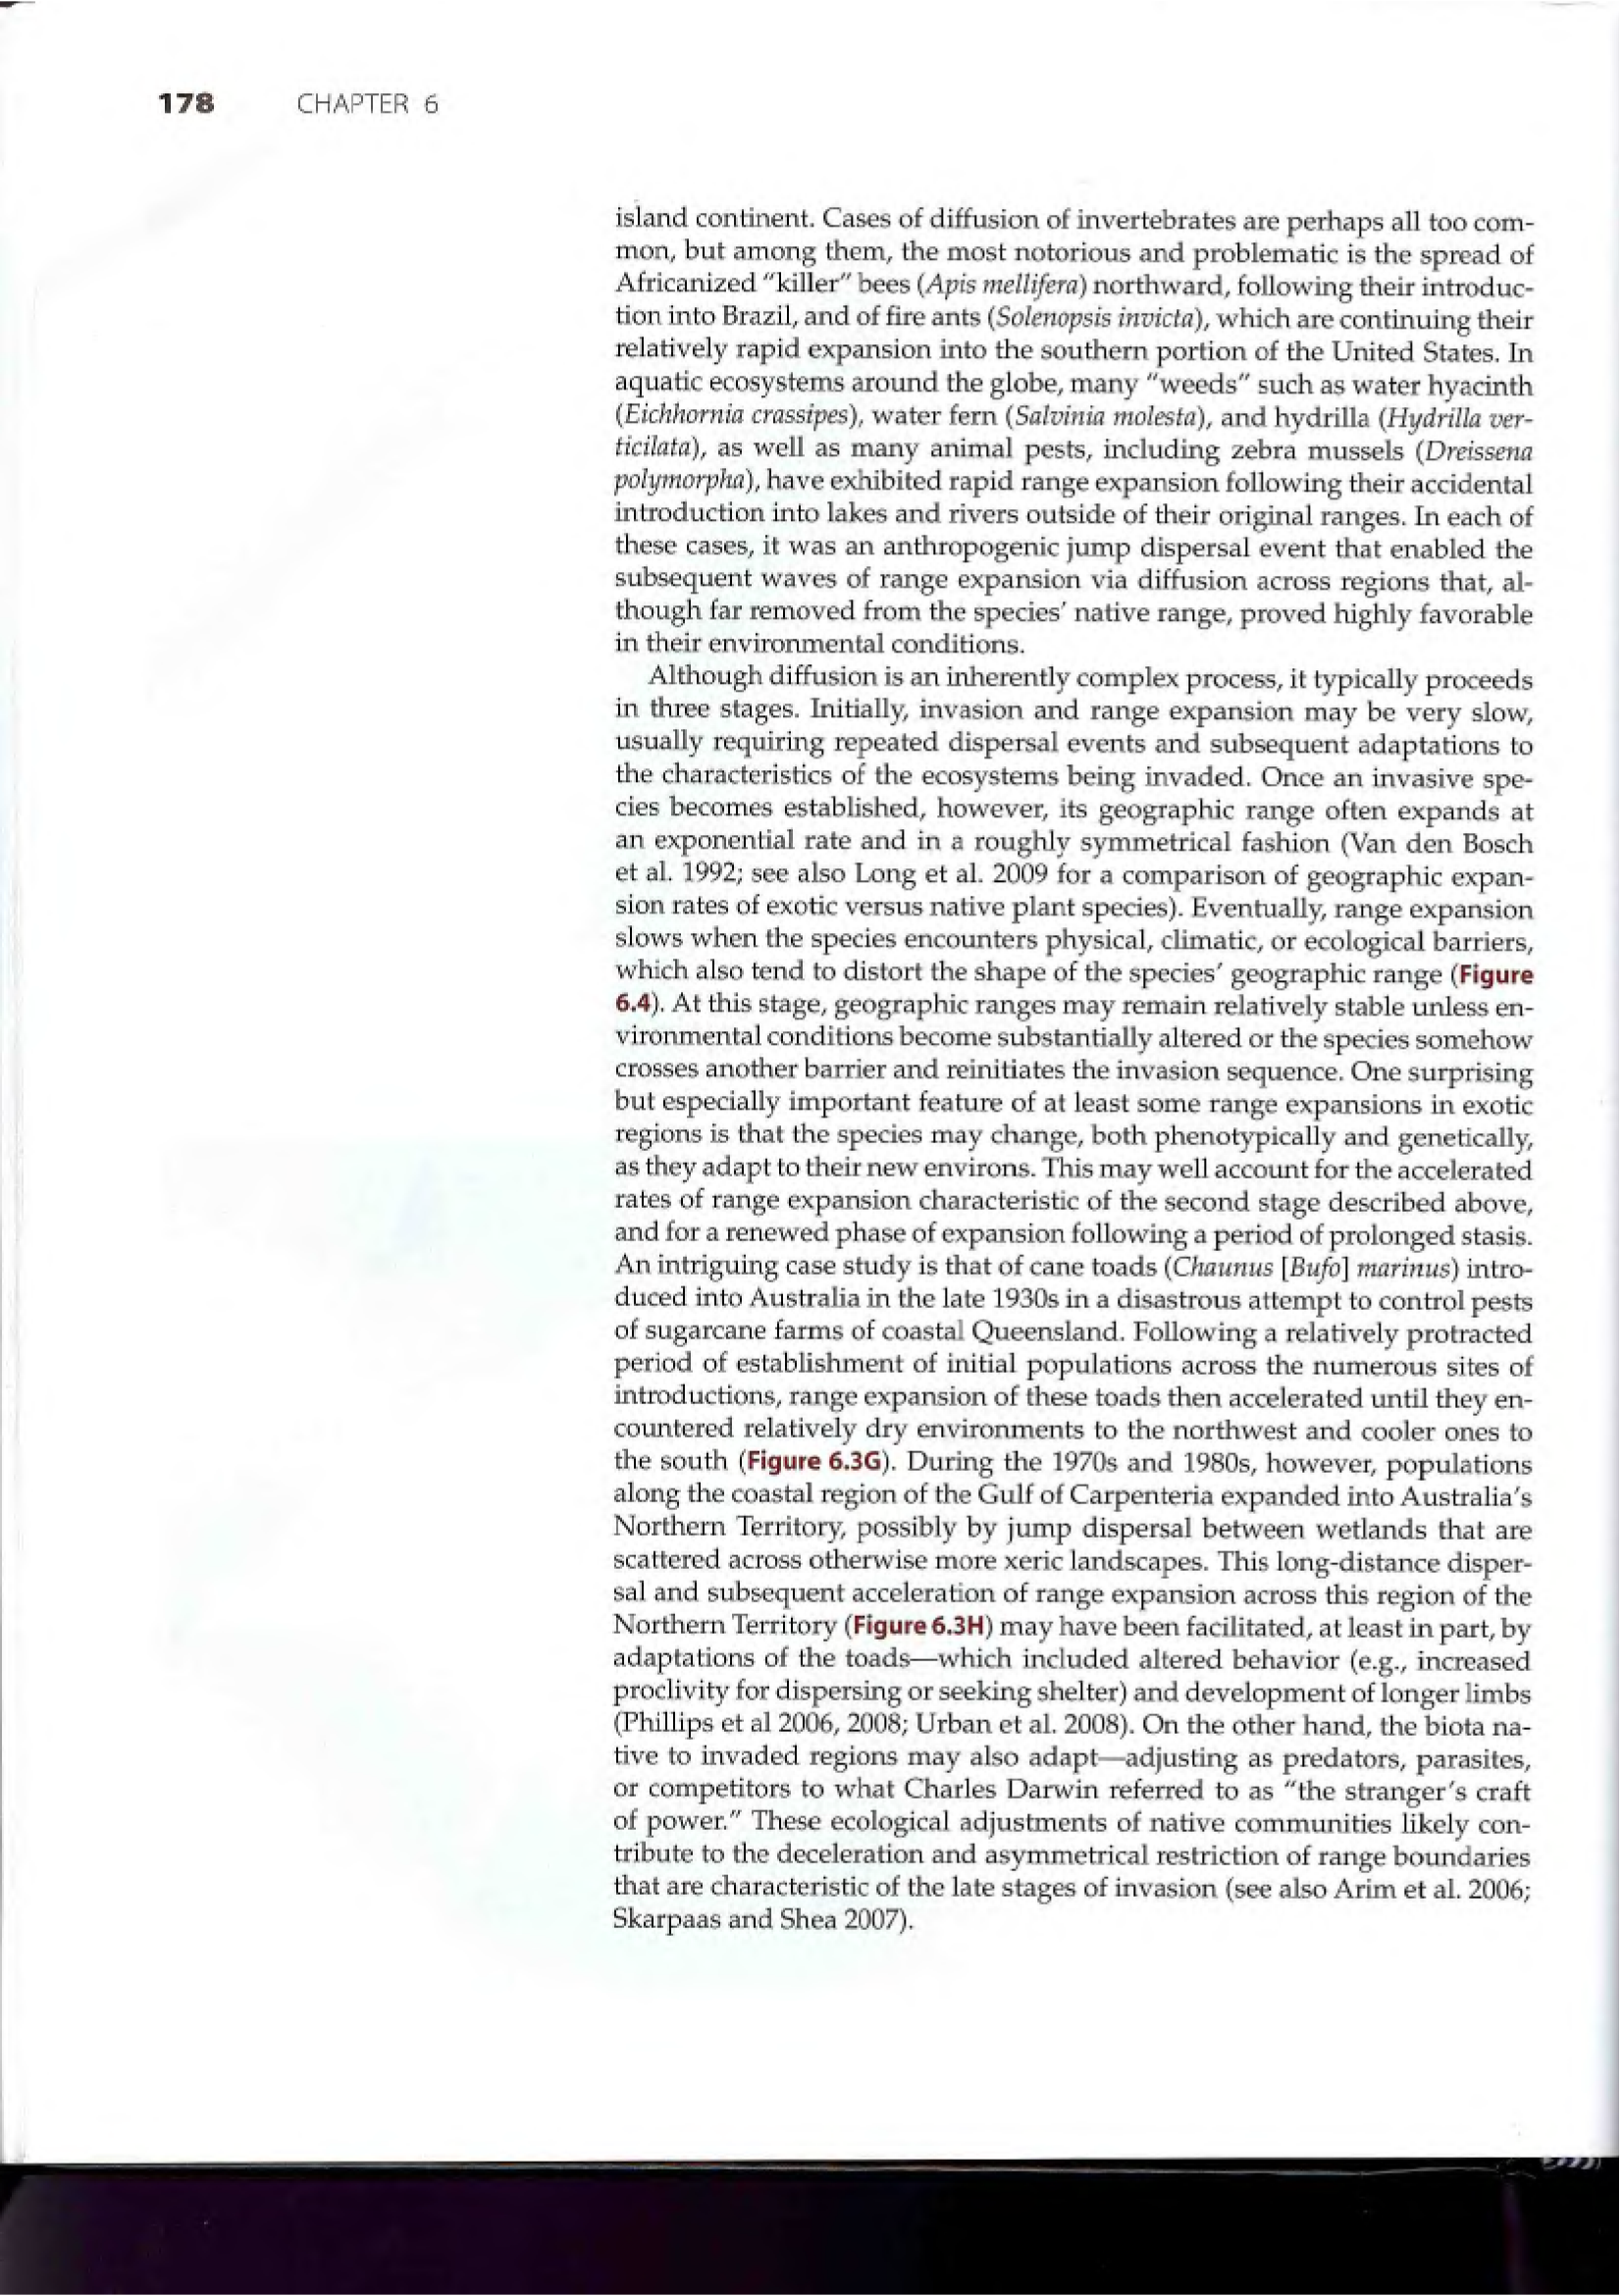 178 CHAPTER 6
island continent. Cases of diffusion of invertebrates are perhaps all too com-
mon, but among them, the most notorious and problematic is the spread of
Africanized "killer" bees (Apis mellifera) northward, following their introduc-
tion into Brazil, and of fire ants (Solenopsis invicta), which are continuing their
relatively rapid expansion into the southern portion of the United States. In
aquatic ecosystems around the globe, many "weeds" such as water hyacinth
(Eichhornia crassipes), water fern (Salvinia molesta), and hydrilla (Hydrilla ver-
ticilata), as well as many animal pests, including zebra mussels (Dreissena
polymorpha), have exhibited rapid range expansion following their accidental
introduction into lakes and rivers outside of their original ranges. In each of
these cases, it was an anthropogenic jump dispersal event that enabled the
subsequent waves of range expansion via diffusion across regions that, al-
though far removed from the species' native range, proved highly favorable
in their environmental conditions.
Although diffusion is an inherently complex process, it typically proceeds
in three stages. Initially, invasion and range expansion may be very slow,
usually requiring repeated dispersal events and subsequent adaptations to
the characteristics of the ecosystems being invaded. Once an invasive spe-
cies becomes established, however, its geographic range often expands at
an exponential rate and in a roughly symmetrical fashion (Van den Bosch
et al. 1992; see also Long et al. 2009 for a comparison of geographic expan-
sion rates of exotic versus native plant species). Eventually, range expansion
slows when the species encounters physical, climatic, or ecological barriers,
which also tend to distort the shape of the species' geographic range (Figure
6.4). At this stage, geographic ranges may remain relatively stable unless en-
vironmental conditions become substantially altered or the species somehow
crosses another barrier and reinitiates the invasion sequence. One surprising
but especially important feature of at least some range expansions in exotic
regions is that the species may change, both phenotypically and genetically,
as they adapt to their new environs. This may well account for the accelerated
rates of range expansion characteristic of the second stage described above,
and for a renewed phase of expansion following a period of prolonged stasis.
An intriguing case study is that of cane toads (Chaunus [Bufo] marinus) intro-
duced into Australia in the late 1930s in a disastrous attempt to control pests
of sugarcane farms of coastal Queensland. Following a relatively protracted
period of establishment of initial populations across the numerous sites of
introductions, range expansion of these toads then accelerated until they en-
countered relatively dry environments to the northwest and cooler ones to
the south (Figure 6.3G). During the 1970s and 1980s, however, populations
along the coastal region of the Gulf of Carpenteria expanded into Australia's
Northern Territory, possibly by jump dispersal between wetlands that are
scattered across otherwise more xeric landscapes. This long-distance disper-
sal and subsequent acceleration of range expansion across this region of the
Northern Territory (Figure 6.3H) may have been facilitated, at least in part, by
adaptations of the toads—which included altered behavior (e.g., increased
proclivity for dispersing or seeking shelter) and development of longer limbs
(Phillips et al 2006, 2008; Urban et al. 2008). On the other hand, the biota na-
tive to invaded regions may also adapt—adjusting as predators, parasites,
or competitors to what Charles Darwin referred to as "the stranger's craft
of power." These ecological adjustments of native communities likely con-
tribute to the deceleration and asymmetrical restriction of range boundaries
that are characteristic of the late stages of invasion (see also Arim et al. 2006;
Skarpaas and Shea 2007).